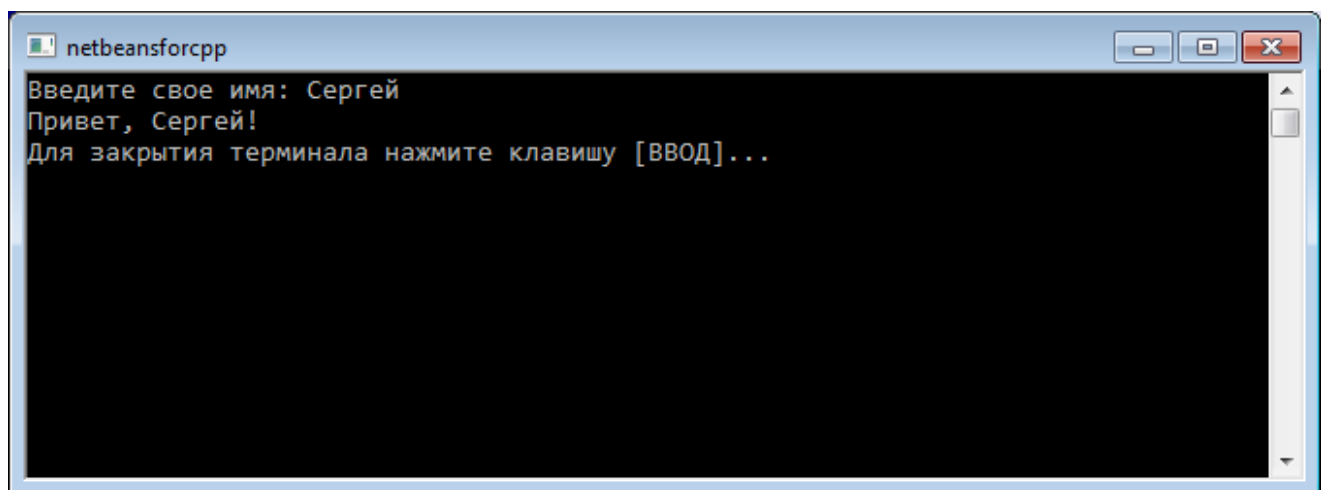 netbeansforcpp
Введите свое имя: Сергей
Привет, Сергей!
Для закрытия терминала нажмите клавишу [ВВОД]...